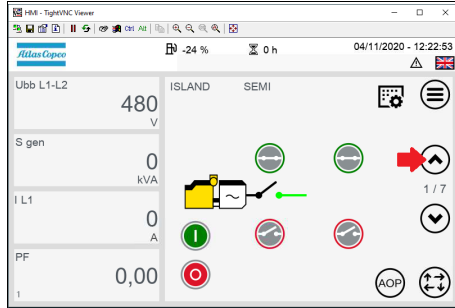 HMI - TightVNC Viewer
Ctrl Alt
Atlas Copco
-24 %
0 h
04/11/2020 - 12:22:53
Ubb L1-L2
480
V
ISLAND SEMI
S gen
0
kVA
1 / 7
I L1
0
A
I
PF
0,00
O
AOP
1